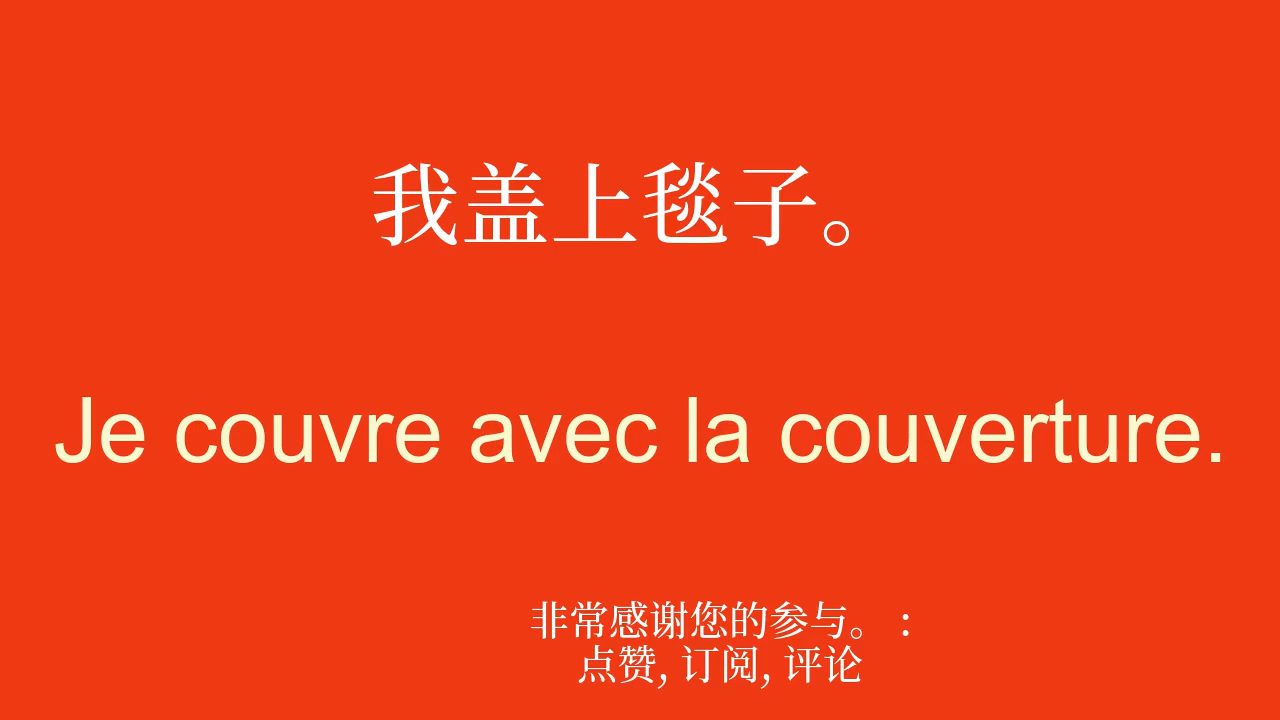 我盖上毯子。
Je couvre avec la couverture.
非常感谢您的参与。 :
点赞, 订阅, 评论